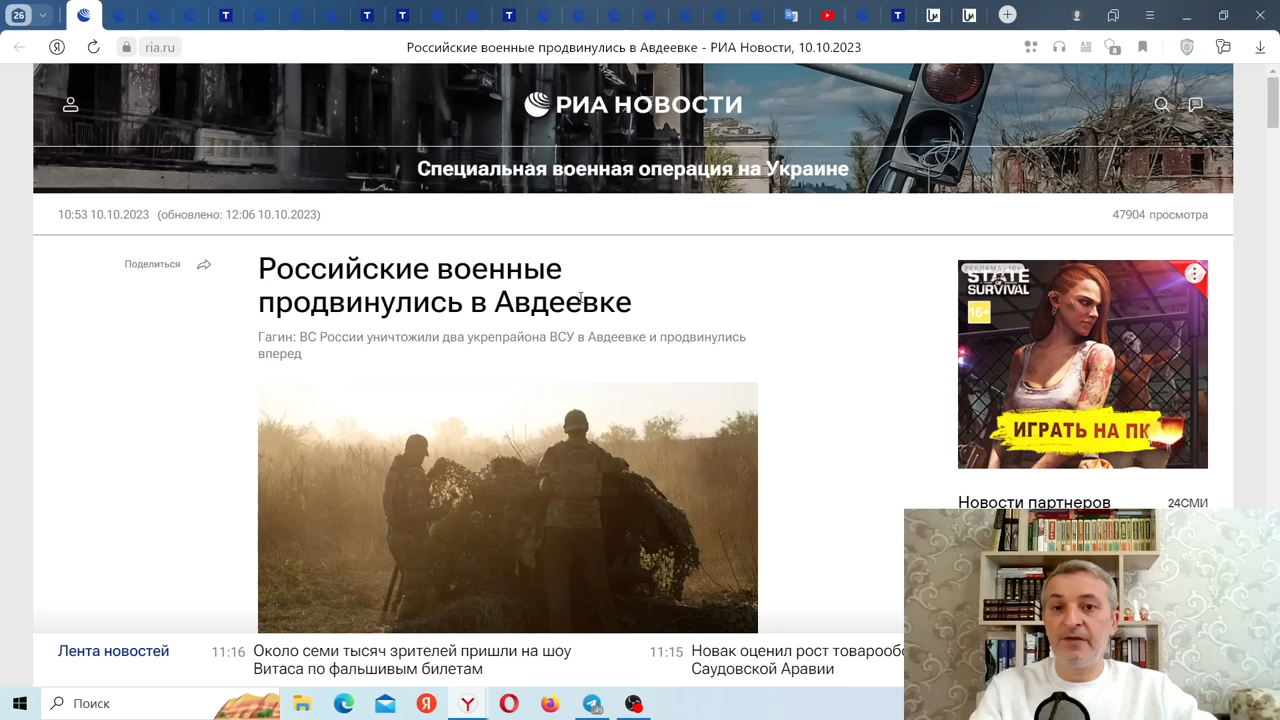 26
ria.ru
Российские военные продвинулись в Авдеевке - РИА Новости, 10.10.2023
8
РИА НОВОСТИ
Специальная военная операция на Украине
10:53 10.10.2023 (обновлено: 12:06 10.10.2023)
47904 просмотра
Поделиться
Российские военные
продвинулись в Авдеевке
Гагин: ВС России уничтожили два укрепрайона ВСУ в Авдеевке и продвинулись
вперед
РЕКЛАМА • 16+
STATE
SURVIVAL
16+
ИГРАТЬ НА ПК
Новости партнеров
24СМИ
Лента новостей
11:16
Около семи тысяч зрителей пришли на шоу
Витаса по фальшивым билетам
11:15
Новак оценил рост товарооб
Саудовской Аравии
Поиск
49